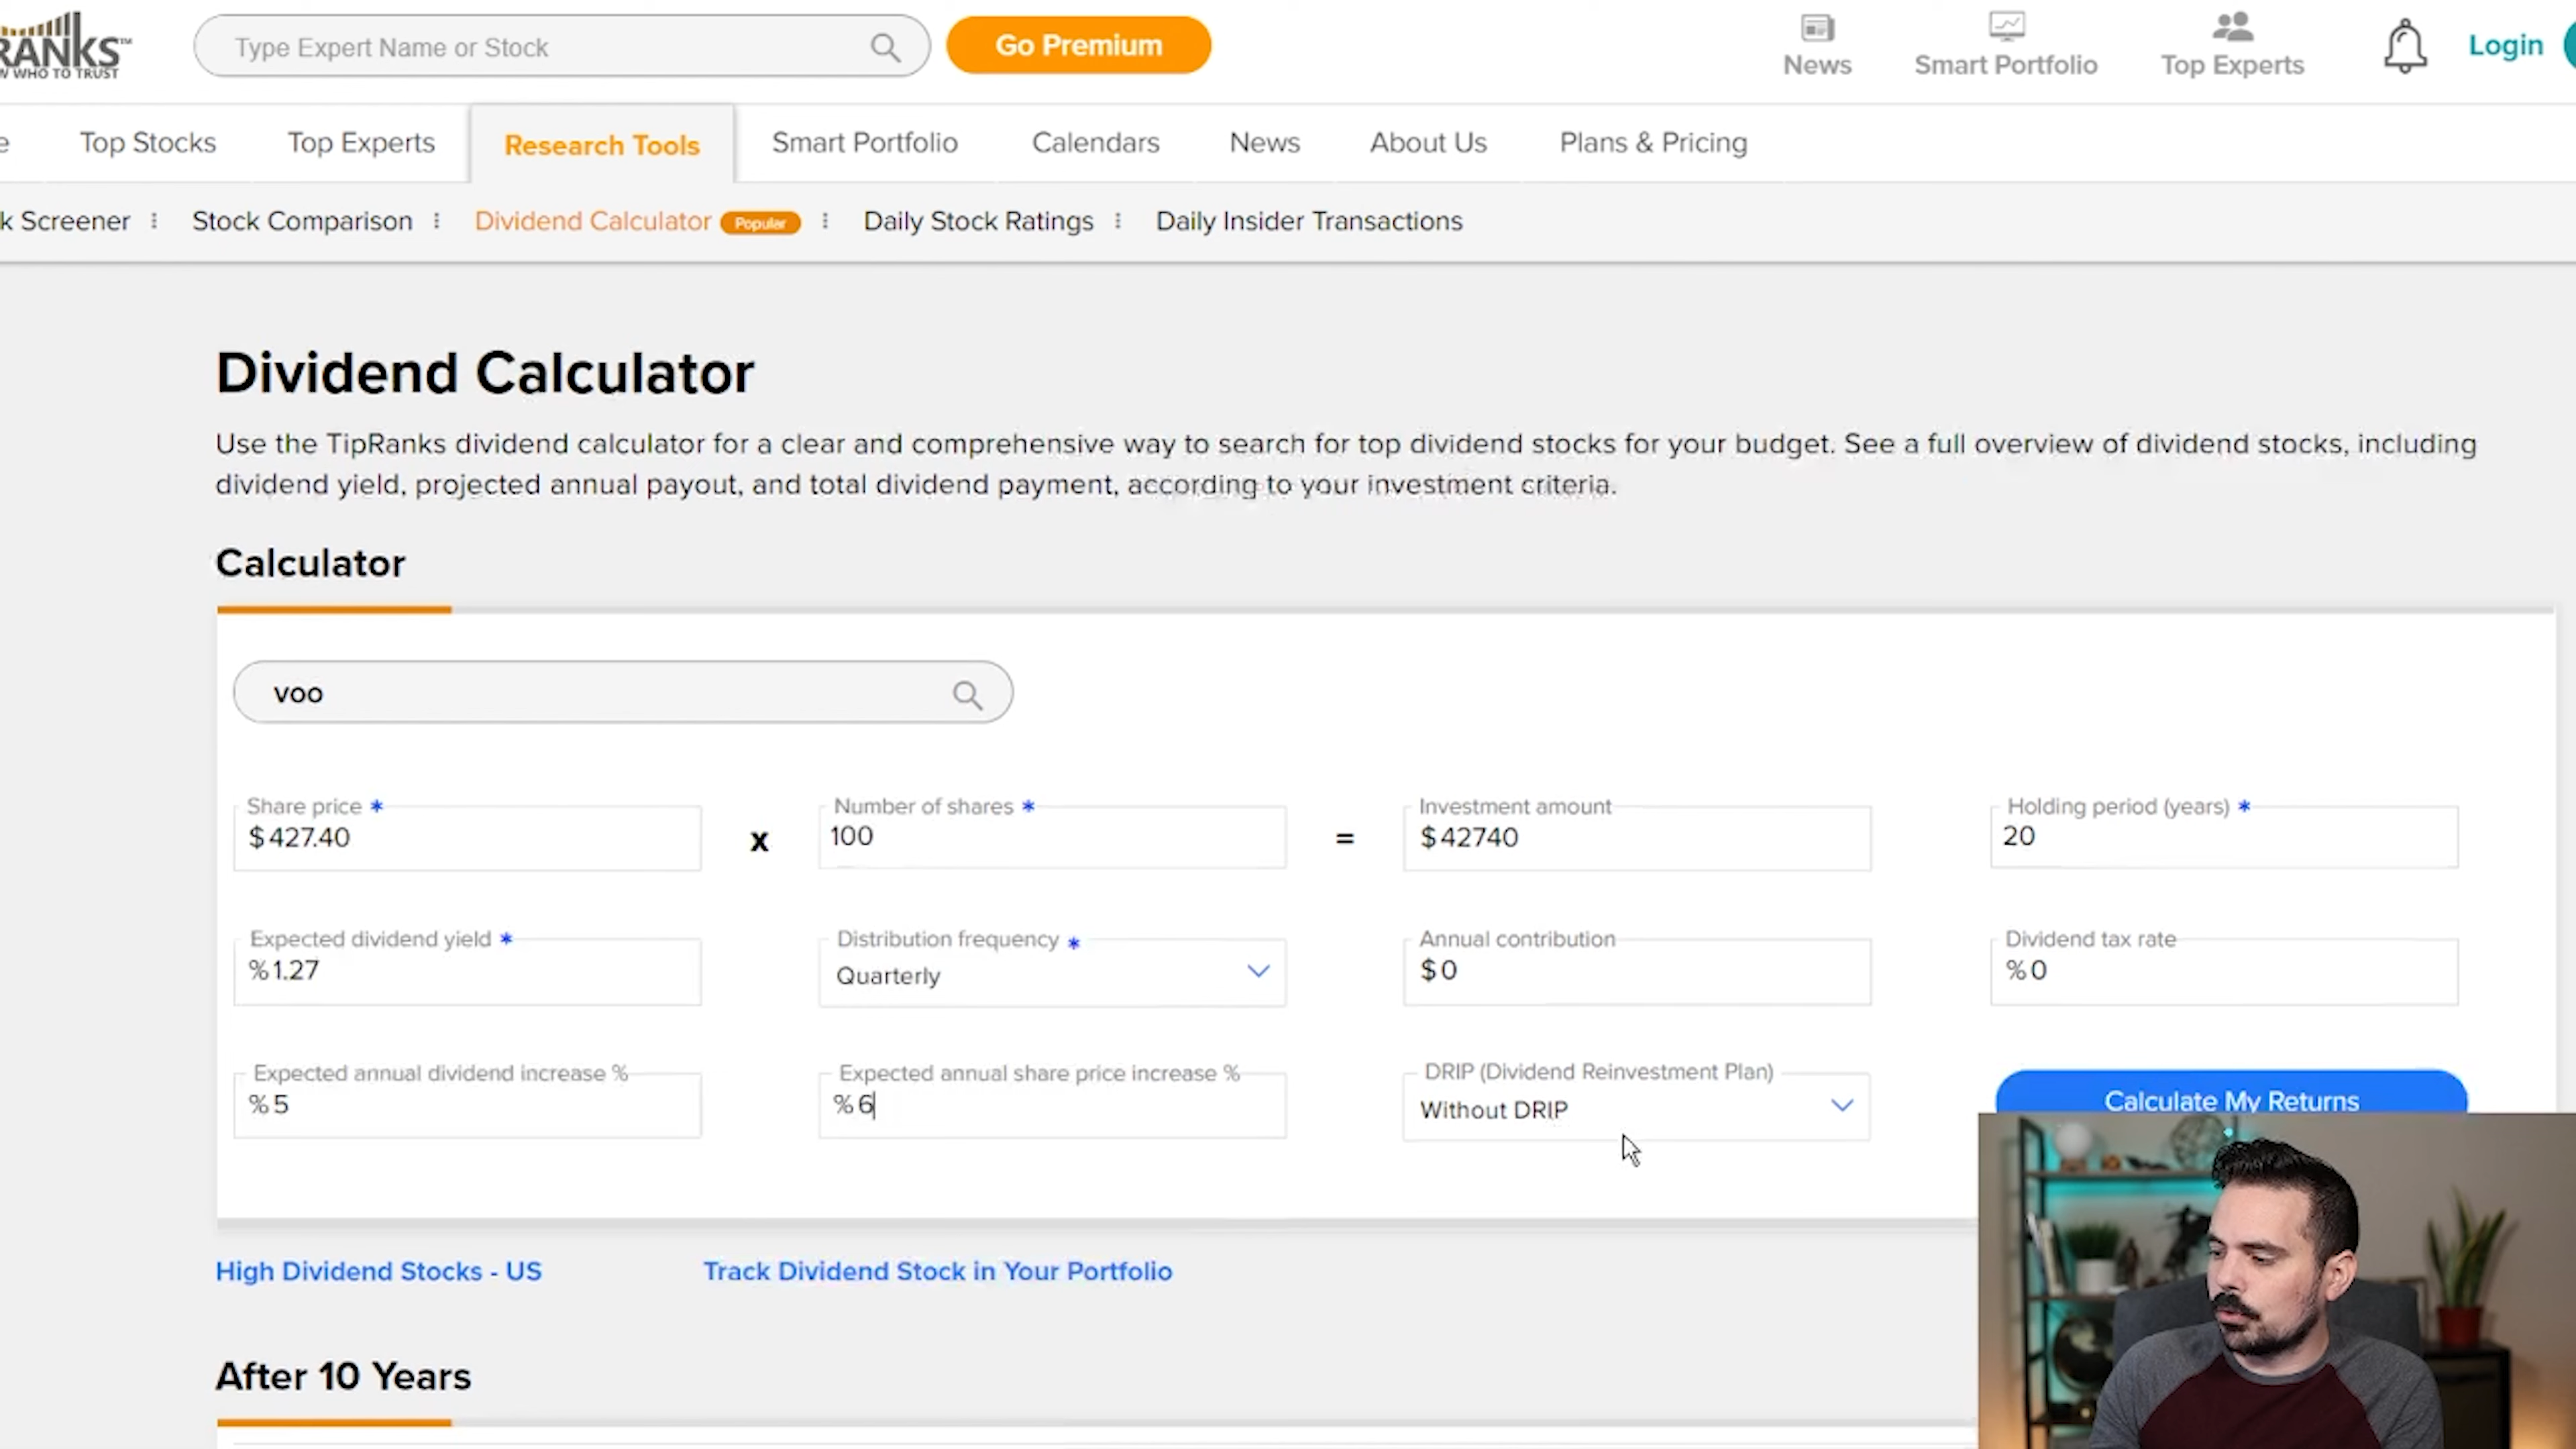 RANKS™
W WHO TO TRUST
Type Expert Name or Stock
Go Premium
News
Smart Portfolio
Top Experts
Login
e
Top Stocks
Top Experts
Research Tools
Smart Portfolio
Calendars
News
About Us
Plans & Pricing
k Screener
Stock Comparison
Dividend Calculator Popular
Daily Stock Ratings
Daily Insider Transactions
Dividend Calculator
Use the TipRanks dividend calculator for a clear and comprehensive way to search for top dividend stocks for your budget. See a full overview of dividend stocks, including
dividend yield, projected annual payout, and total dividend payment, according to your investment criteria.
Calculator
voo
Share price *
$ 427.40
x
Number of shares *
100
=
Investment amount
$ 42740
Holding period (years) *
20
Expected dividend yield *
% 1.27
Distribution frequency *
Quarterly
Annual contribution
$ 0
Dividend tax rate
% 0
Expected annual dividend increase %
% 5
Expected annual share price increase %
% 6
DRIP (Dividend Reinvestment Plan)
Without DRIP
Calculate My Returns
High Dividend Stocks - US
Track Dividend Stock in Your Portfolio
After 10 Years